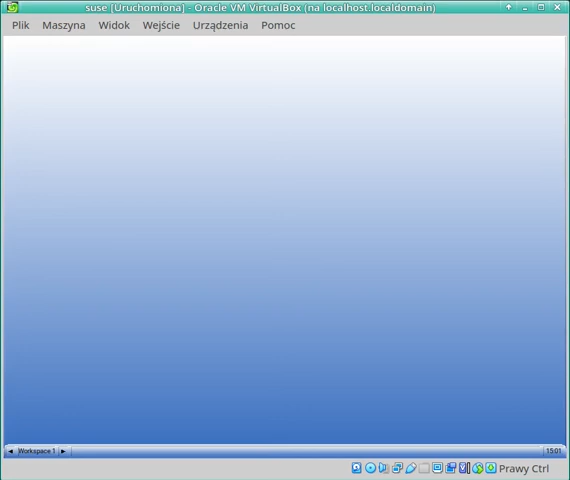 suse [Uruchomiona] - Oracle VM VirtualBox (na localhost.localdomain)
Plik Maszyna Widok Wejście Urządzenia Pomoc
Workspace 1 15:01
Prawy Ctrl